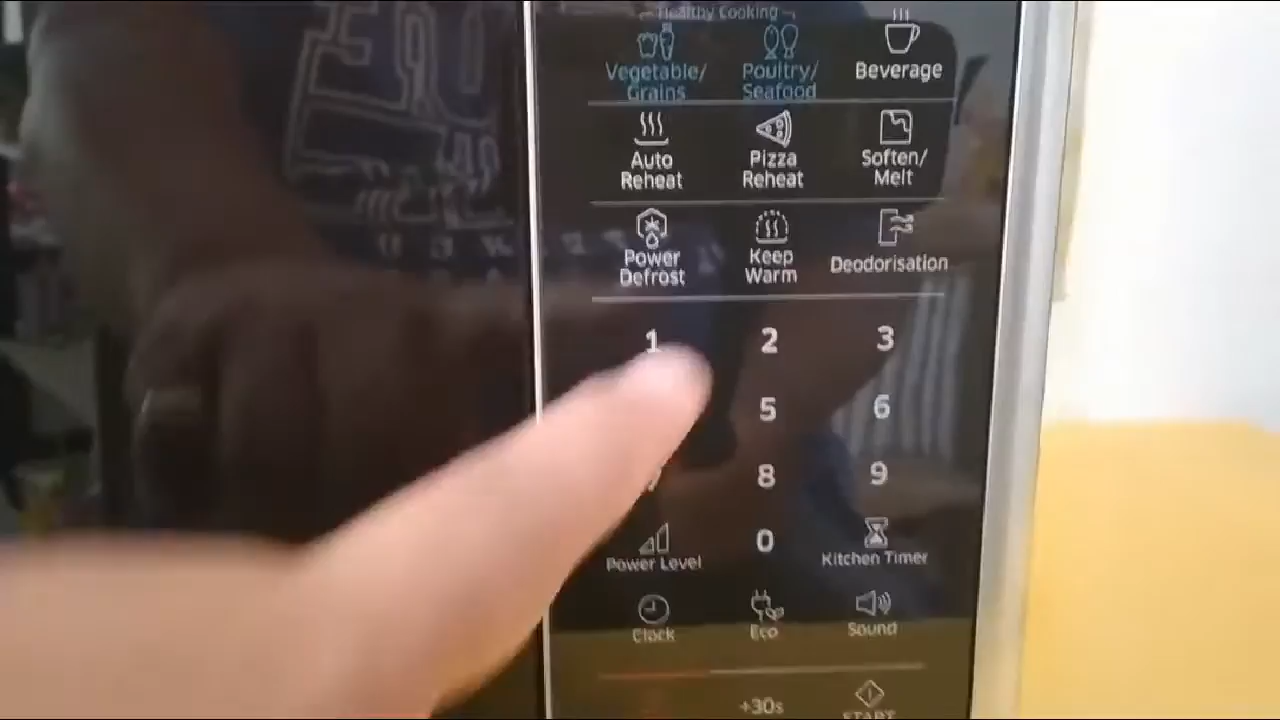 Healthy Cooking
Vegetable/
Grains
Poultry/
Seafood
Beverage
Auto
Reheat
Pizza
Reheat
Soften/
Melt
Power
Defrost
Keep
Warm
Deodorisation
1 2 3
5 6
8 9
Power Level
0
Kitchen Timer
Clock
Eco
Sound
+30s
START